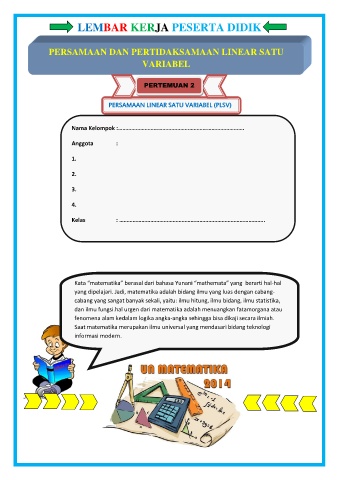 LEMBAR KERJA PESERTA DIDIK
PERSAMAAN DAN PERTIDAKSAMAAN LINEAR SATU
VARIABEL
PERTEMUAN 2
PERSAMAAN LINEAR SATU VARIABEL (PLSV)
Nama Kelompok :................................................................
Anggota :
1.
2.
3.
4.
Kelas : ................................................................
Kata "matematika" berasal dari bahasa Yunani "mathemata" yang berarti hal-hal
yang dipelajari. Jadi, matematika adalah bidang ilmu yang luas dengan cabang-
cabang yang sangat banyak sekali, yaitu: ilmu hitung, ilmu bidang, ilmu statistika,
dan ilmu fungsi.hal urgen dari matematika adalah menuangkan fatamorgana atau
fenomena alam kedalam logika angka-angka sehingga bisa dikaji secara ilmiah.
Saat matematika merupakan ilmu universal yang mendasari bidang teknologi
informasi modern.
UN MATEMATIKA
2014